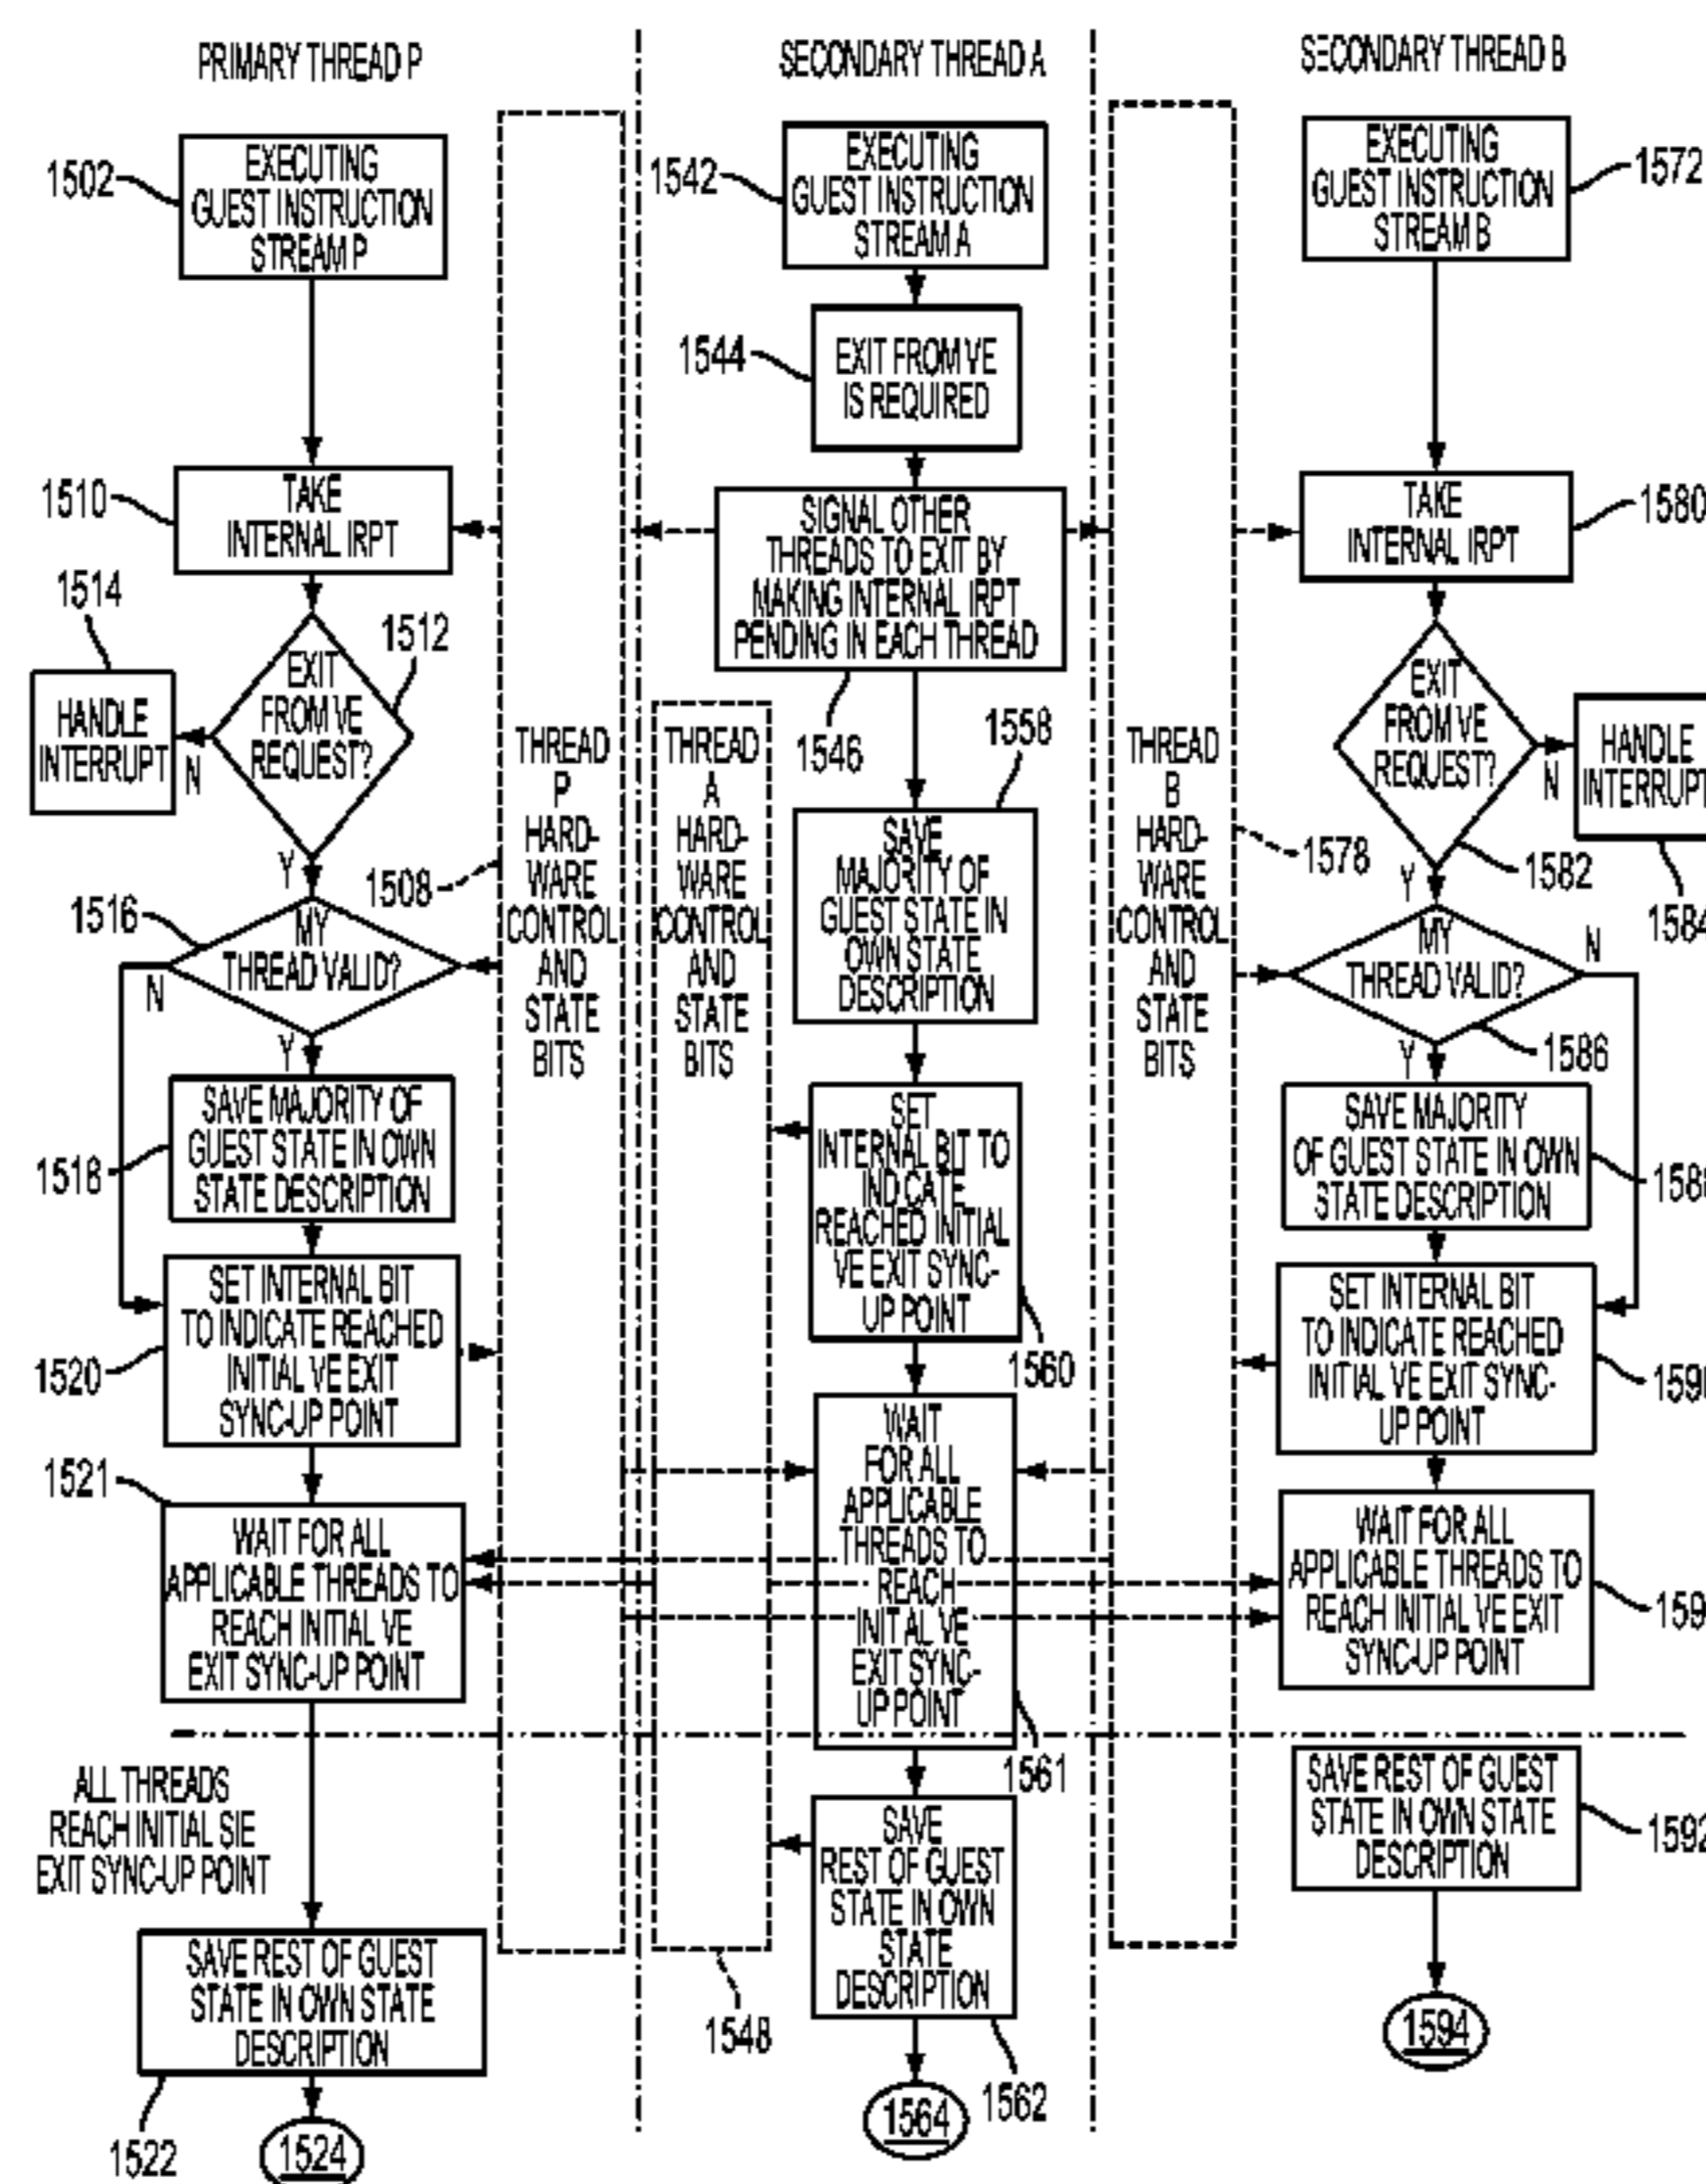 PRIMARY THREAD P
1502
EXECUTING
GUEST INSTRUCTION
STREAM P
1510
TAKE
INTERNAL IRPT
1514
HANDLE
INTERRUPT
N
1512
EXIT
FROM VE
REQUEST?
Y
1508
1516
MY
THREAD VALID?
N
Y
1518
SAVE MAJORITY OF
GUEST STATE IN OWN
STATE DESCRIPTION
1520
SET INTERNAL BIT
TO INDICATE REACHED
INITIAL VE EXIT
SYNC-UP POINT
1521
WAIT FOR ALL
APPLICABLE THREADS TO
REACH INITIAL VE
EXIT SYNC-UP POINT
ALL THREADS
REACH INITIAL SIE
EXIT SYNC-UP POINT
SAVE REST OF GUEST
STATE IN OWN STATE
DESCRIPTION
1522
1524
THREAD
P
HARD-
WARE
CONTROL
AND
STATE
BITS
SECONDARY THREAD A
1542
EXECUTING
GUEST INSTRUCTION
STREAM A
1544
EXIT FROM VE
IS REQUIRED
SIGNAL OTHER
THREADS TO EXIT BY
MAKING INTERNAL IRPT
PENDING IN EACH THREAD
1546
THREAD
A
HARD-
WARE
CONTROL
AND
STATE
BITS
1548
1558
SAVE
MAJORITY OF
GUEST STATE IN
OWN STATE
DESCRIPTION
SET
INTERNAL BIT TO
INDICATE
REACHED INITIAL
VE EXIT SYNC-
UP POINT
1560
WAIT
FOR ALL
APPLICABLE
THREADS TO
REACH
INITIAL VE
EXIT SYNC-
UP POINT
1561
SAVE
REST OF GUEST
STATE IN OWN
STATE
DESCRIPTION
1562
1564
SECONDARY THREAD B
EXECUTING
GUEST INSTRUCTION
STREAM B
1572
TAKE
INTERNAL IRPT
1580
THREAD
B
HARD-
WARE
CONTROL
AND
STATE
BITS
1578
EXIT
FROM VE
REQUEST?
N
HANDLE
INTERRUPT
1582
1584
Y
MY
THREAD VALID?
N
1586
Y
SAVE MAJORITY
OF GUEST STATE IN OWN
STATE DESCRIPTION
SET INTERNAL BIT
TO INDICATE REACHED
INITIAL VE EXIT SYNC-
UP POINT
WAIT FOR ALL
APPLICABLE THREADS TO
REACH INITIAL VE EXIT
SYNC-UP POINT
SAVE REST OF GUEST
STATE IN OWN STATE
DESCRIPTION
1592
1594